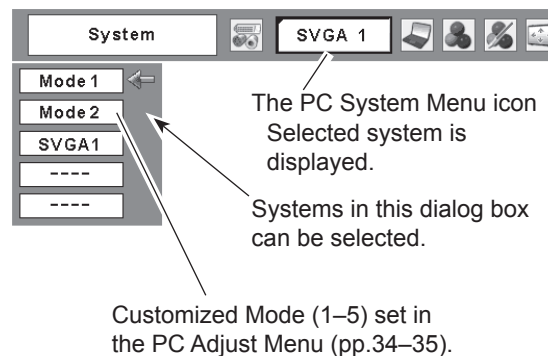 System
SVGA 1
Mode 1
Mode 2
SVGA1
----
----
The PC System Menu icon
Selected system is
displayed.
Systems in this dialog box
can be selected.
Customized Mode (1–5) set in
the PC Adjust Menu (pp.34–35).